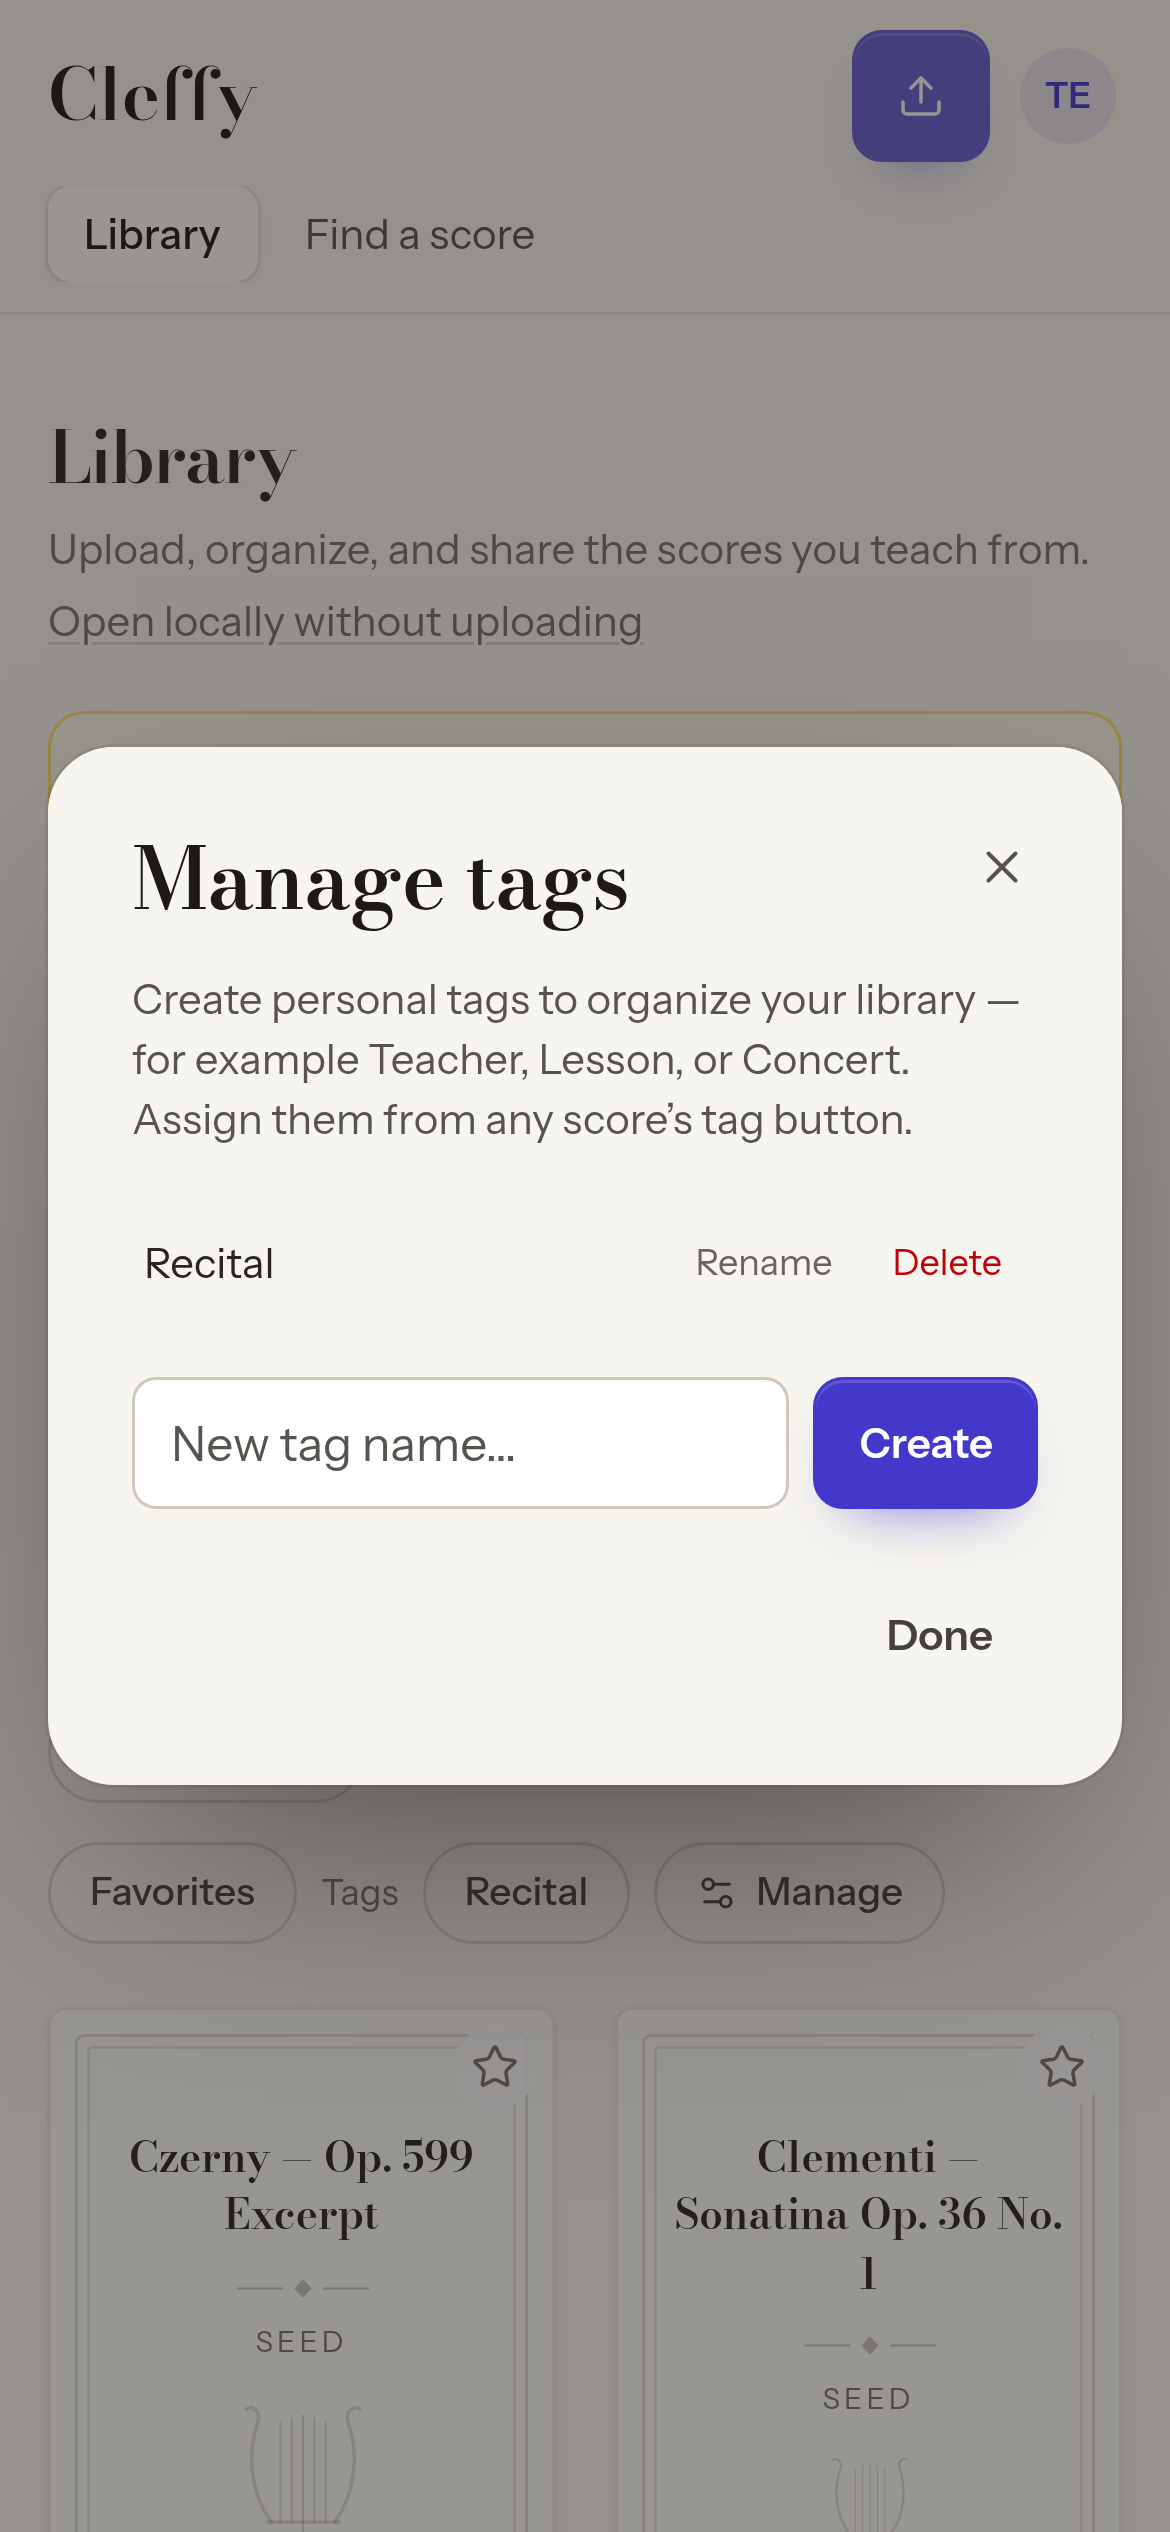 Cleffy
TE
Library
Find a score
Library
Upload, organize, and share the scores you teach from.
Open locally without uploading
Manage tags
Create personal tags to organize your library —
for example Teacher, Lesson, or Concert.
Assign them from any score’s tag button.
Recital
Rename
Delete
New tag name...
Create
Done
Favorites
Tags
Recital
Manage
Czerny — Op. 599
Excerpt
SEED
Clementi —
Sonatina Op. 36 No.
1
SEED